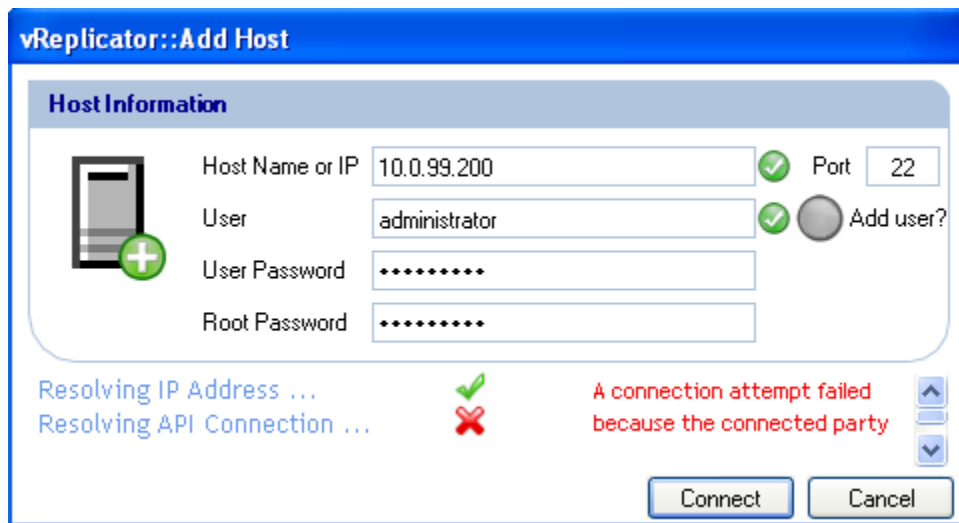 vReplicator::Add Host
Host Information
Host Name or IP 10.0.99.200 Port 22
User administrator Add user?
User Password •••••••••
Root Password •••••••••
Resolving IP Address ...
Resolving API Connection ...
A connection attempt failed
because the connected party
Connect Cancel